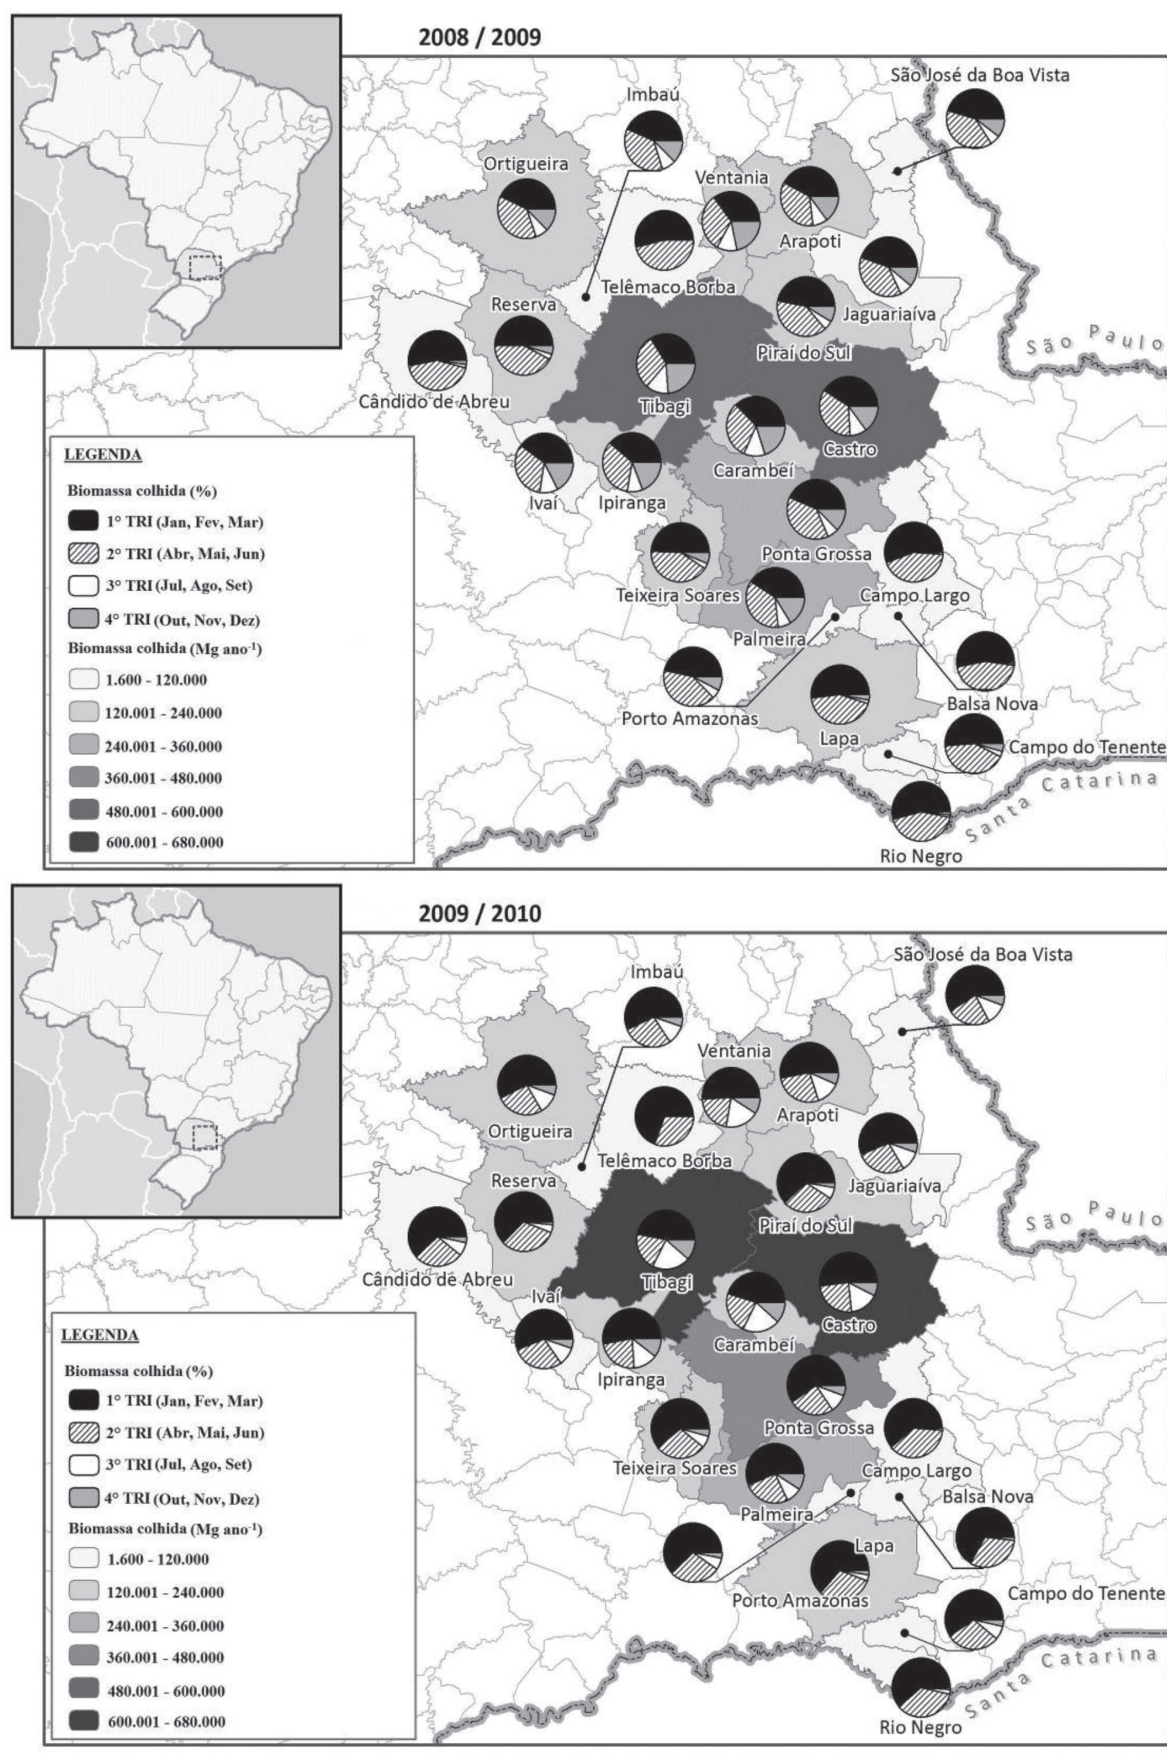 2008 / 2009
São José da Boa Vista
Imbaú
Ortigueira
Ventania
Arapoti
Telêmaco Borba
Reserva
Jaguariaíva
São Paulo
Piraí do Sul
Cândido de Abreu
Tibagi
Castro
Carambeí
Ivaí
Ipiranga
Ponta Grossa
Teixeira Soares
Campo Largo
Palmeira
Balsa Nova
Porto Amazonas
Lapa
Campo do Tenente
Santa Catarina
Rio Negro
LEGENDA
Biomassa colhida (%)
1° TRI (Jan, Fev, Mar)
2° TRI (Abr, Mai, Jun)
3° TRI (Jul, Ago, Set)
4° TRI (Out, Nov, Dez)
Biomassa colhida (Mg ano⁻¹)
1.600 - 120.000
120.001 - 240.000
240.001 - 360.000
360.001 - 480.000
480.001 - 600.000
600.001 - 680.000
2009 / 2010
São José da Boa Vista
Imbaú
Ventania
Arapoti
Ortigueira
Telêmaco Borba
Reserva
Jaguariaíva
São Paulo
Piraí do Sul
Cândido de Abreu
Tibagi
Ivaí
Castro
Carambeí
Ipiranga
Ponta Grossa
Teixeira Soares
Campo Largo
Balsa Nova
Palmeira
Lapa
Porto Amazonas
Campo do Tenente
Santa Catarina
Rio Negro
LEGENDA
Biomassa colhida (%)
1° TRI (Jan, Fev, Mar)
2° TRI (Abr, Mai, Jun)
3° TRI (Jul, Ago, Set)
4° TRI (Out, Nov, Dez)
Biomassa colhida (Mg ano⁻¹)
1.600 - 120.000
120.001 - 240.000
240.001 - 360.000
360.001 - 480.000
480.001 - 600.000
600.001 - 680.000